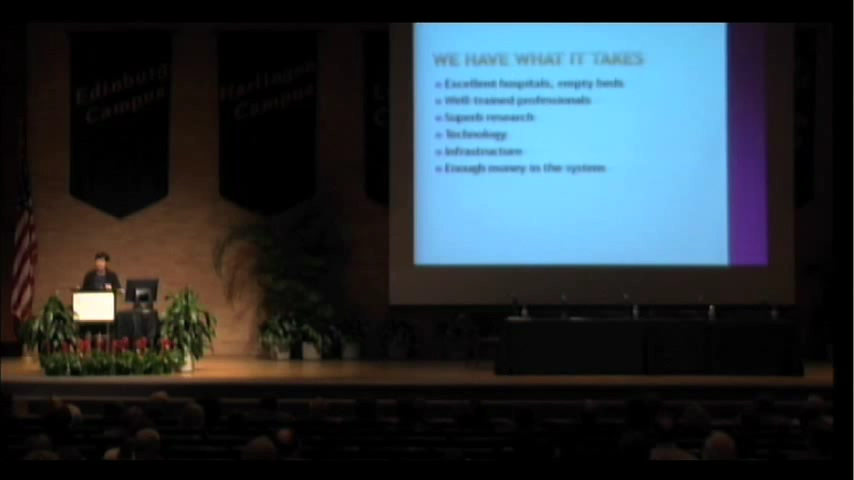 Edinburg
Campus
Harlingen
Campus
WE HAVE WHAT IT TAKES
Excellent hospitals, empty beds
Well-trained professionals
Superb research
Technology
Infrastructure
Enough money in the system